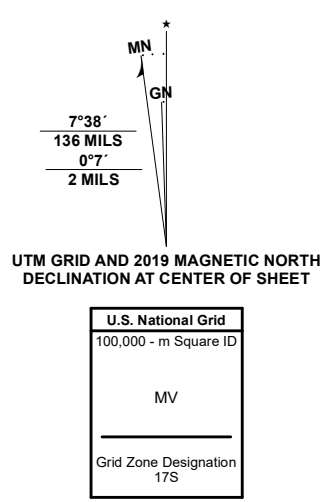 ★
MN
GN
7°38´
136 MILS
0°7´
2 MILS
UTM GRID AND 2019 MAGNETIC NORTH
DECLINATION AT CENTER OF SHEET
U.S. National Grid
100,000 - m Square ID
MV
Grid Zone Designation
17S